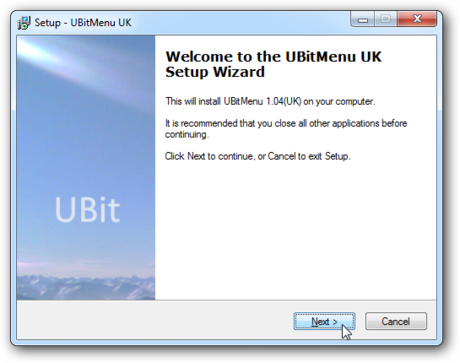 Setup - UBitMenu UK
Welcome to the UBitMenu UK
Setup Wizard
This will install UBitMenu 1.04(UK) on your computer.
It is recommended that you close all other applications before
continuing.
Click Next to continue, or Cancel to exit Setup.
UBit
Next >
Cancel